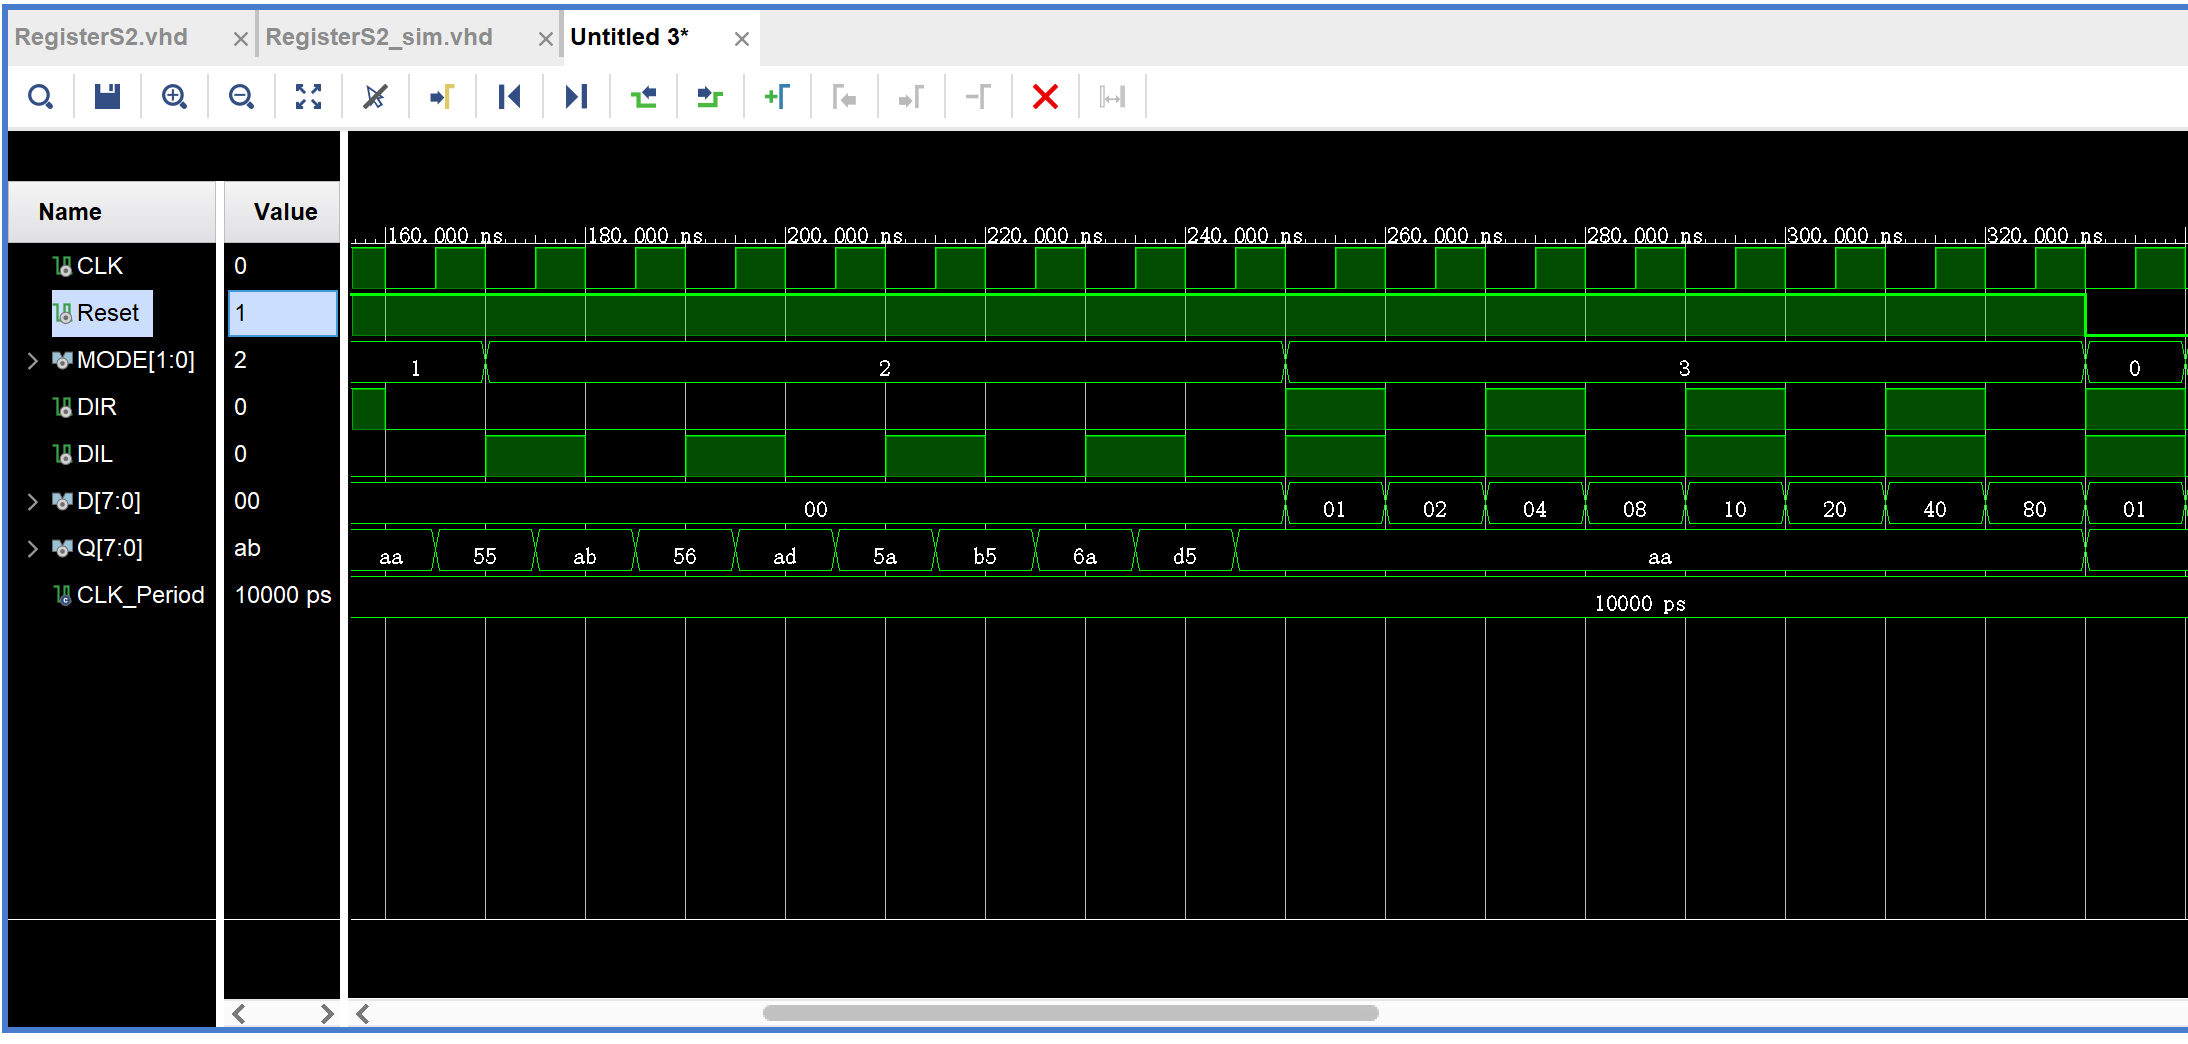 RegisterS2.vhd RegisterS2_sim.vhd Untitled 3*
Name Value
160.000 ns 180.000 ns 200.000 ns 220.000 ns 240.000 ns 260.000 ns 280.000 ns 300.000 ns 320.000 ns
CLK 0
Reset 1
MODE[1:0] 2 1 2 3 0
DIR 0
DIL 0
D[7:0] 00 00 01 02 04 08 10 20 40 80 01
Q[7:0] ab aa 55 ab 56 ad 5a b5 6a d5 aa
CLK_Period 10000 ps 10000 ps